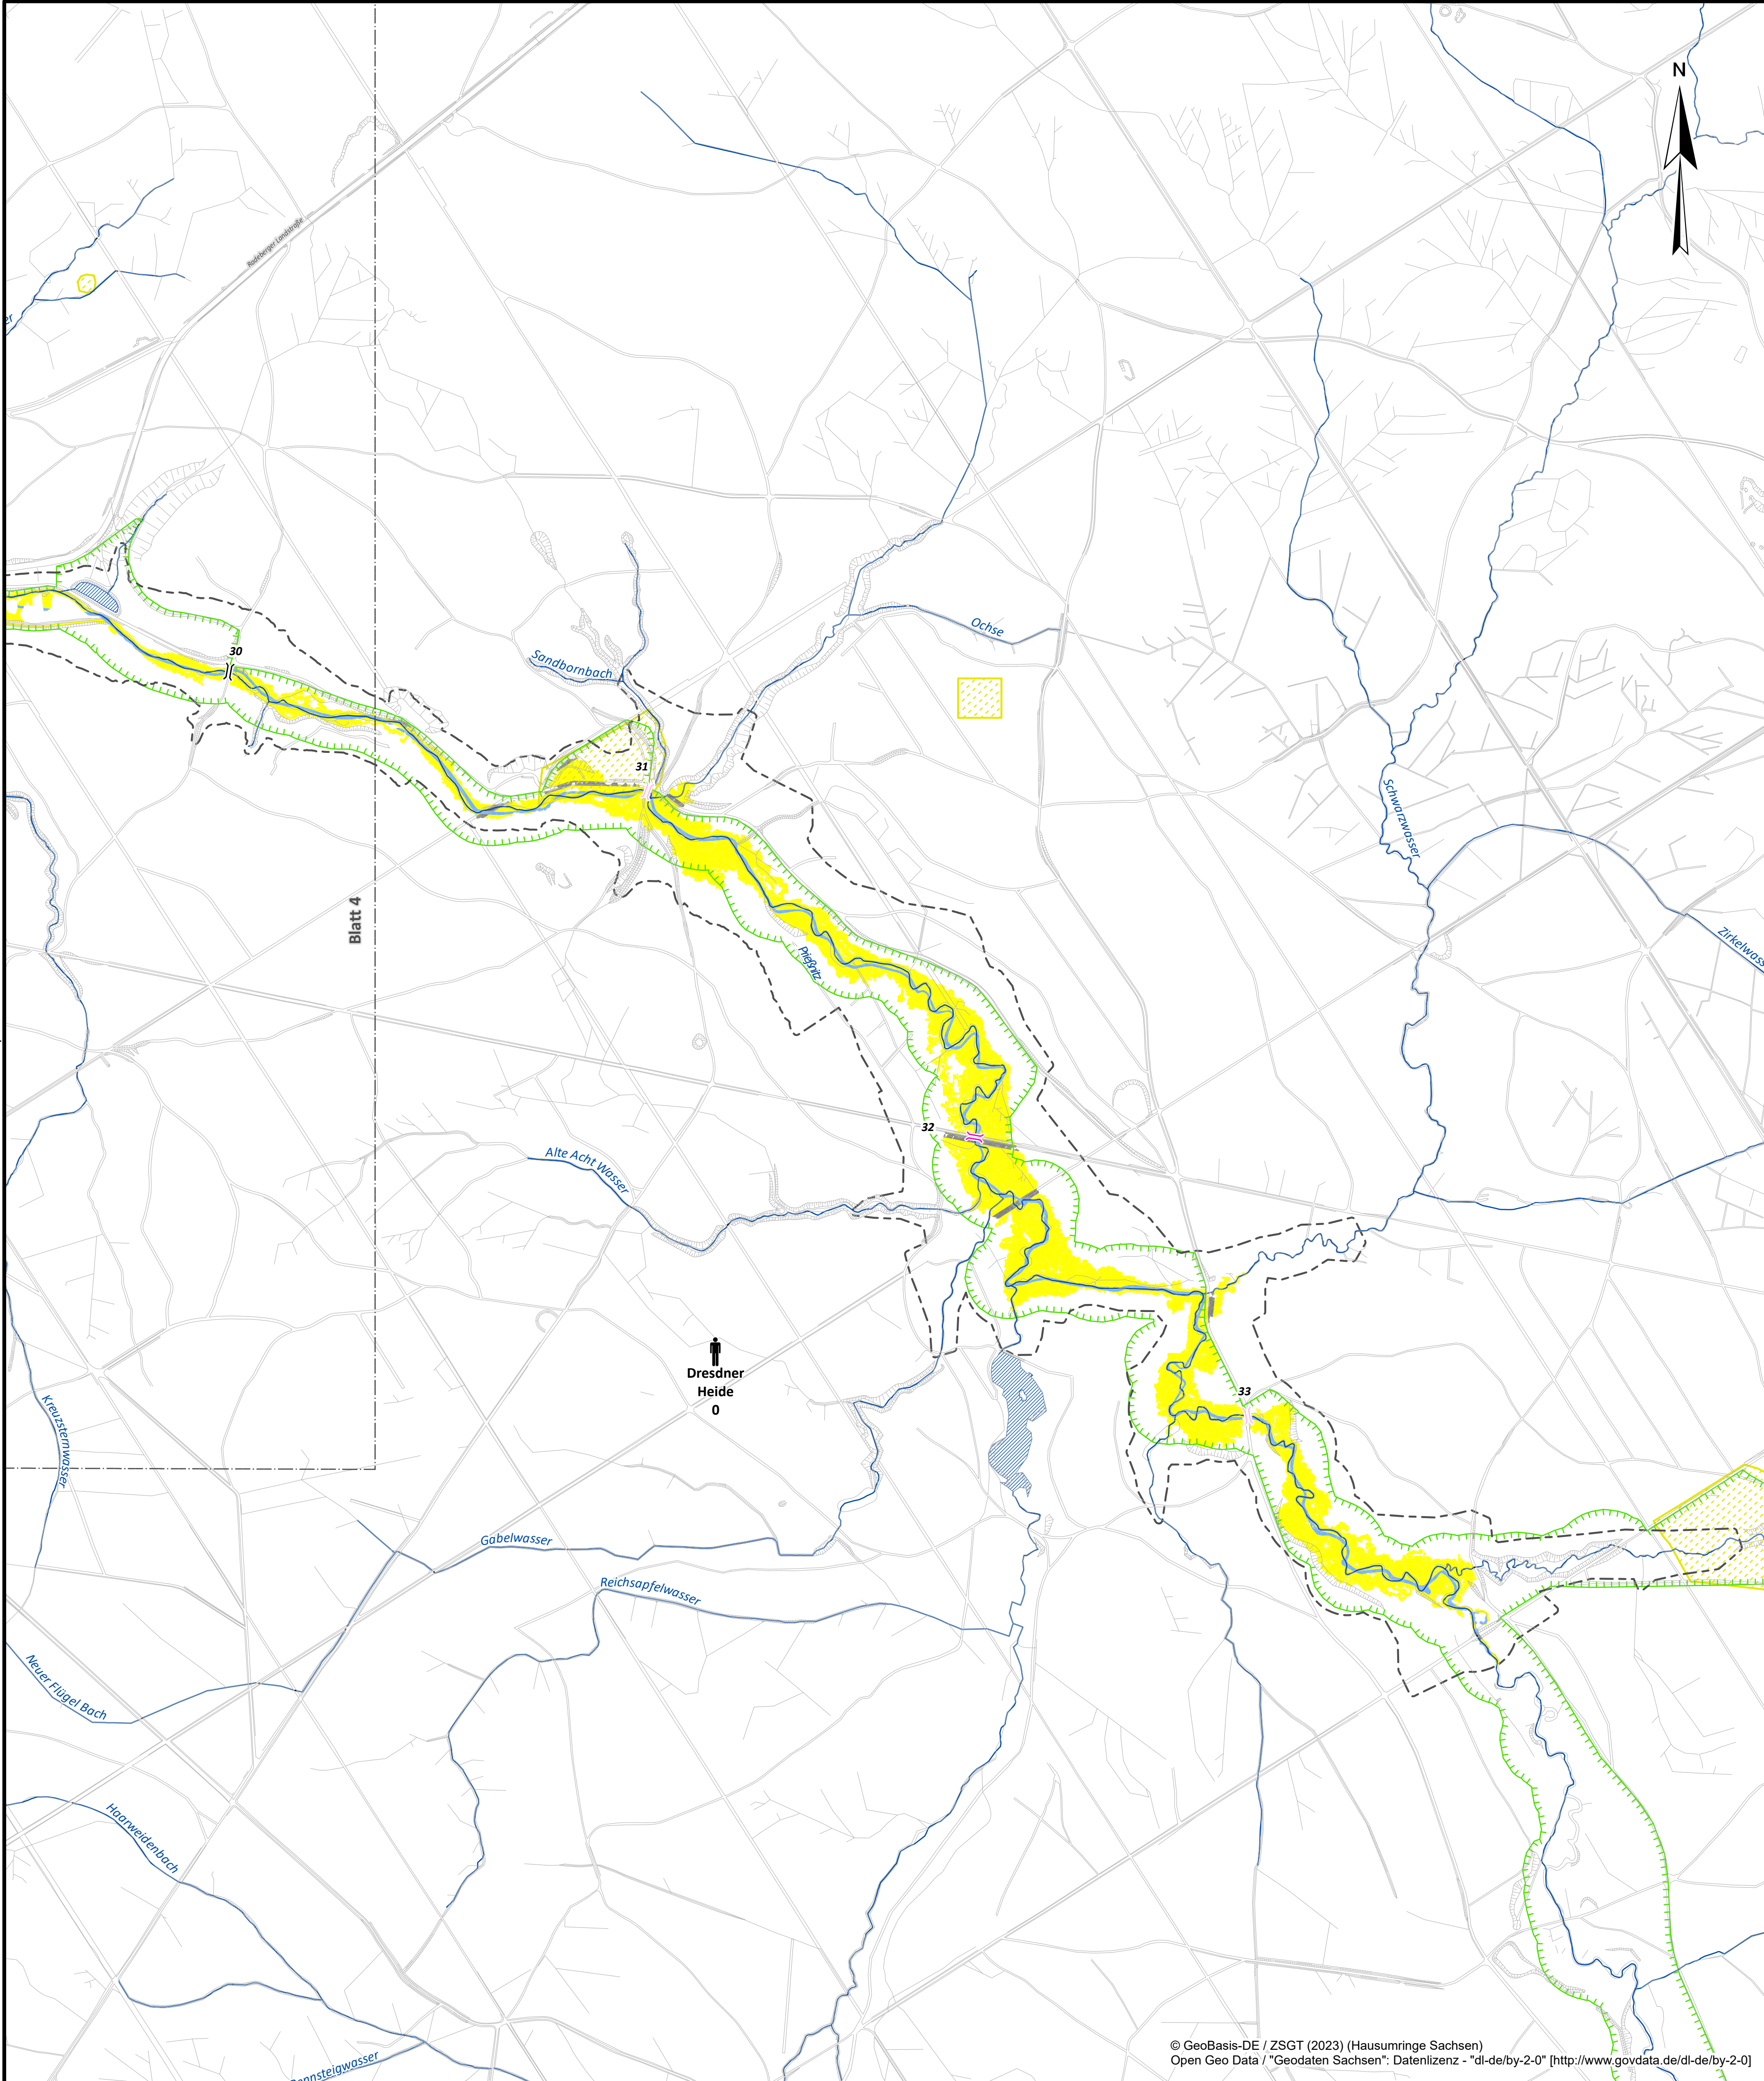 N
Radeberger Landstraße
er
30
Ochse
Sandbornbach
31
Schwarzwasser
Blatt 4
Prießnitz
Zirkelwass
32
Alte Acht Wasser
Dresdner
Heide
0
33
Kreuzsternwasser
Gabelwasser
Reichsapfelwasser
Neuer Flügel Bach
Haarweidenbach
ennsteigwasser
© GeoBasis-DE / ZSGT (2023) (Hausumringe Sachsen)
Open Geo Data / "Geodaten Sachsen": Datenlizenz - "dl-de/by-2-0" [http://www.govdata.de/dl-de/by-2-0]